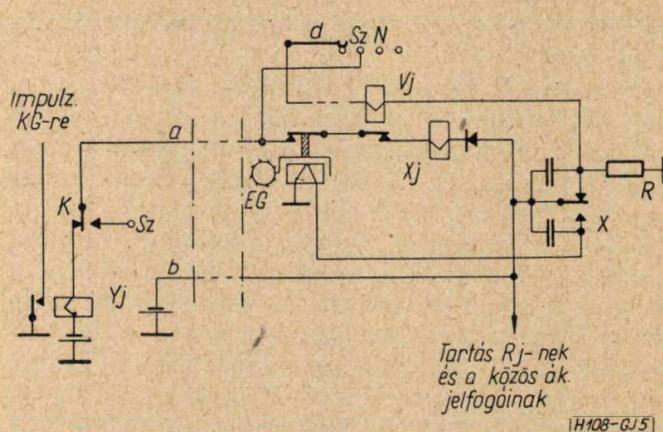 d Sz N
Vj
Impulz.
KG-re
a
Xj
EG
R
K
Sz
X
b
Yj
Tartás Rj-nek
és a közös ák.
jelfogóinak
H108-GJ5